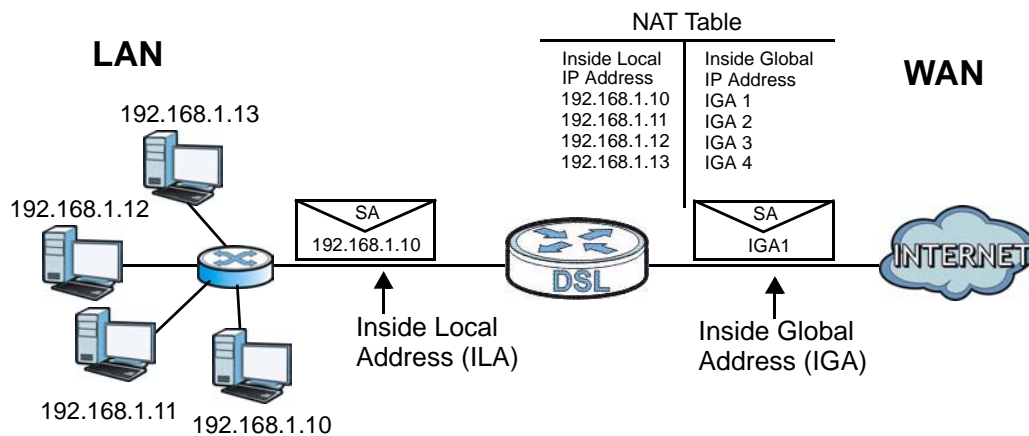 NAT Table
LAN
WAN
Inside Local
IP Address
192.168.1.10
192.168.1.11
192.168.1.12
192.168.1.13
Inside Global
IP Address
IGA 1
IGA 2
IGA 3
IGA 4
192.168.1.13
192.168.1.12
192.168.1.11
192.168.1.10
SA
192.168.1.10
DSL
SA
IGA1
INTERNET
Inside Local
Address (ILA)
Inside Global
Address (IGA)